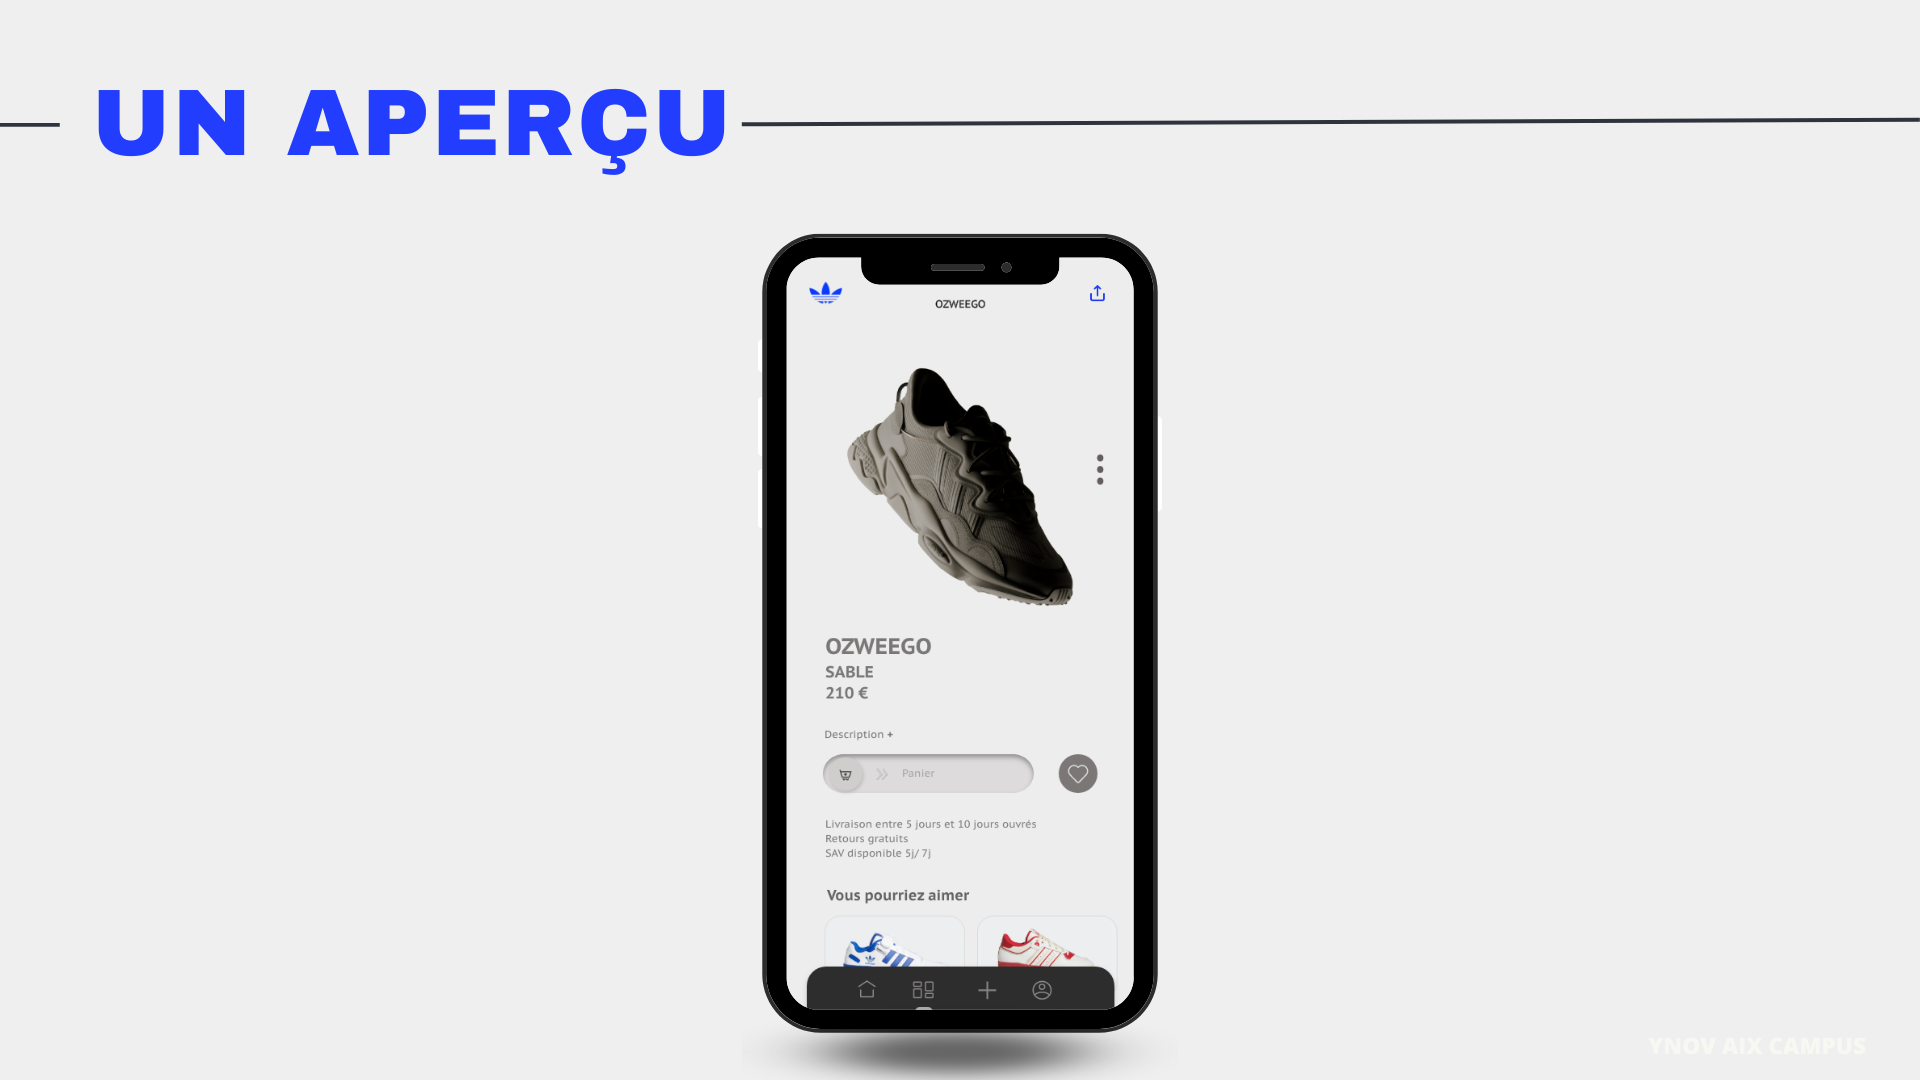 UN APERÇU
OZWEEGO
OZWEEGO
SABLE
210 €
Description +
Panier
Livraison entre 5 jours et 10 jours ouvrés
Retours gratuits
SAV disponible 5j/ 7j
Vous pourriez aimer
YNOV AIX CAMPUS